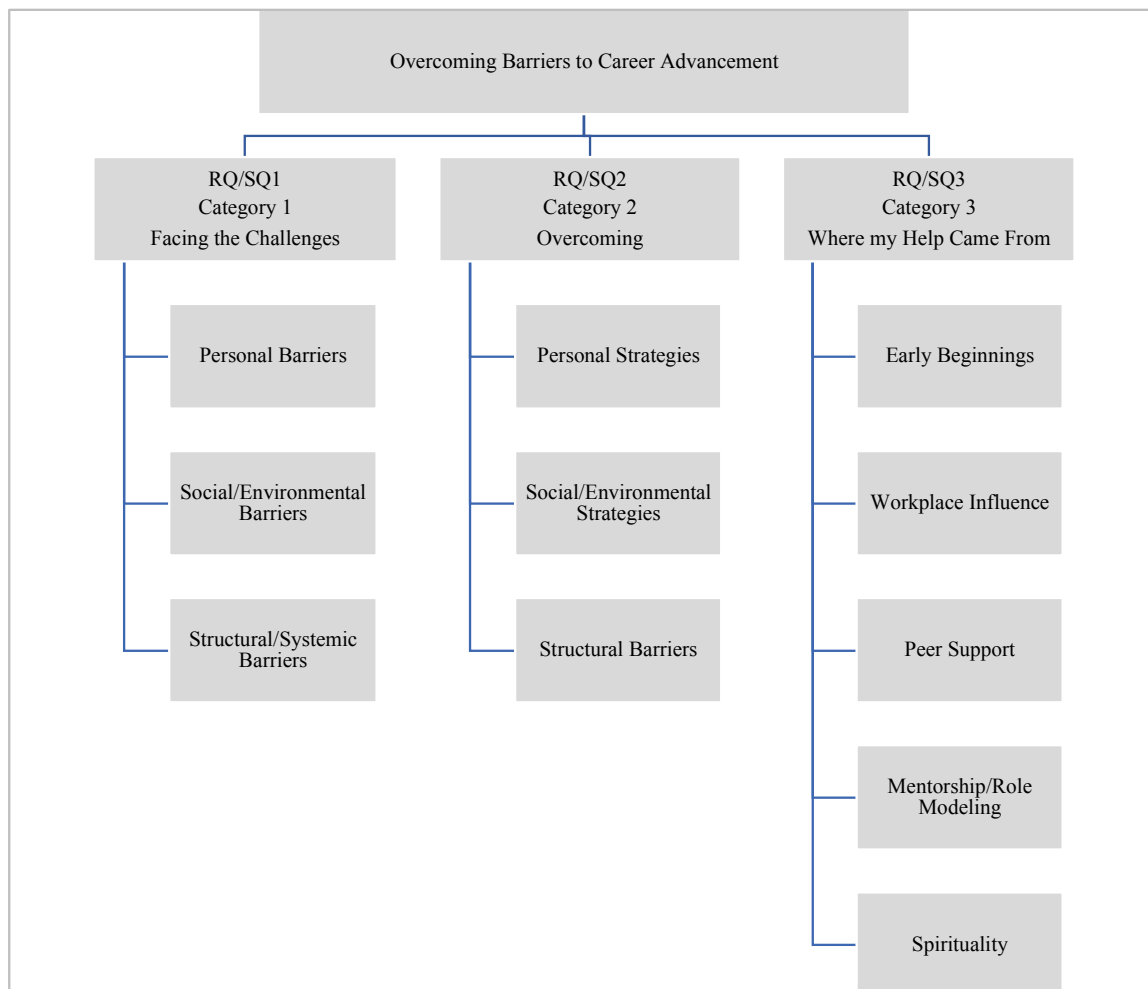 Overcoming Barriers to Career Advancement
RQ/SQ1
Category 1
Facing the Challenges
Personal Barriers
Social/Environmental
Barriers
Structural/Systemic
Barriers
RQ/SQ2
Category 2
Overcoming
Personal Strategies
Social/Environmental
Strategies
Structural Barriers
RQ/SQ3
Category 3
Where my Help Came From
Early Beginnings
Workplace Influence
Peer Support
Mentorship/Role
Modeling
Spirituality